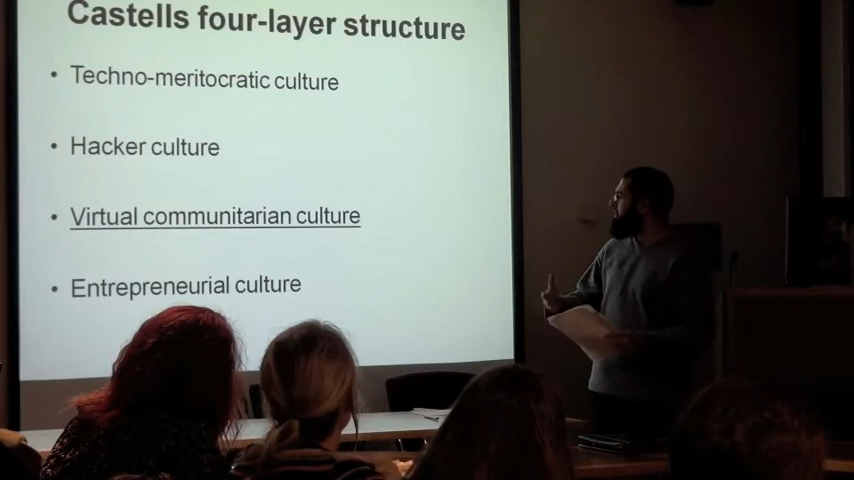 Castells four-layer structure
• Techno-meritocratic culture
• Hacker culture
• Virtual communitarian culture
• Entrepreneurial culture